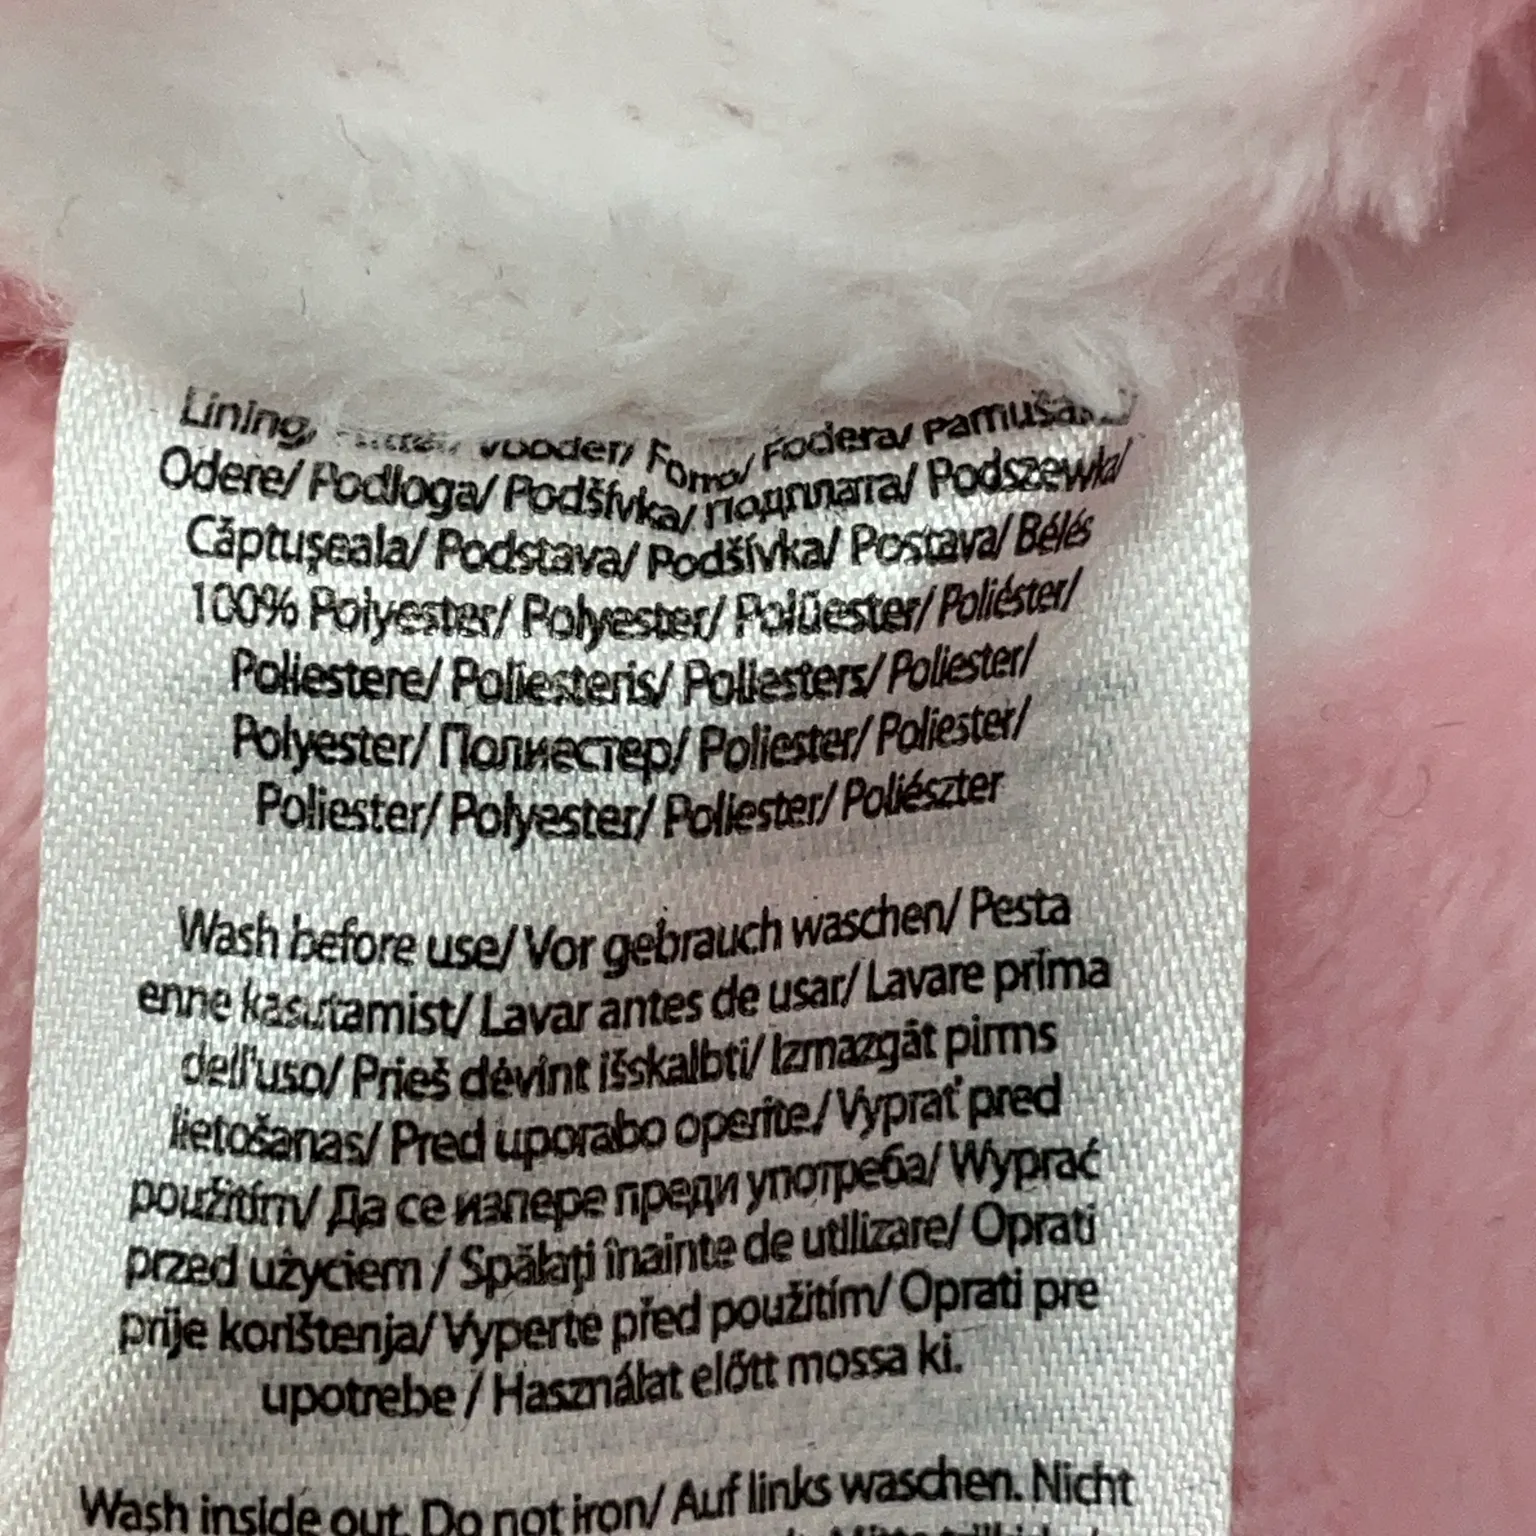 Lining/ Vooder/ Forro/ Fodera/ Pamušalas/
Odere/ Podloga/ Podšívka/ Подплата/ Podszewka/
Căptușeala/ Podstava/ Podšívka/ Postava/ Bélés
100% Polyester/ Polyester/ Polüester/ Poliéster/
Poliestere/ Poliesteris/ Poliesters/ Poliester/
Polyester/ Полиестер/ Poliester/ Poliester/
Poliester/ Polyester/ Poliester/ Poliészter
Wash before use/ Vor gebrauch waschen/ Pesta
enne kasutamist/ Lavar antes de usar/ Lavare prima
dell'uso/ Prieš dėvint išskalbti/ Izmazgāt pirms
lietošanas/ Pred uporabo operite/ Vyprať pred
použitím/ Да се изпере преди употреба/ Wyprać
przed użyciem / Spălați înainte de utilizare/ Oprati
prije korištenja/ Vyperte před použitím/ Oprati pre
upotrebe / Használat előtt mossa ki.
Wash inside out. Do not iron/ Auf links waschen. Nicht